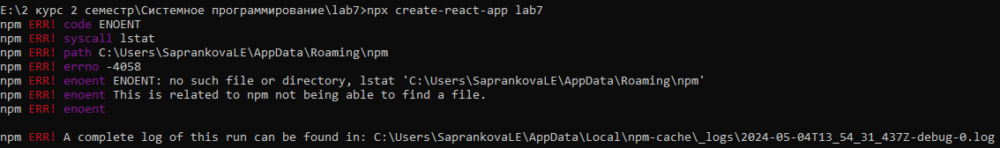 E:\2 курс 2 семестр\Системное программирование\lab7>npx create-react-app lab7
npm ERR! code ENOENT
npm ERR! syscall lstat
npm ERR! path C:\Users\SaprankovaLE\AppData\Roaming\npm
npm ERR! errno -4058
npm ERR! enoent ENOENT: no such file or directory, lstat 'C:\Users\SaprankovaLE\AppData\Roaming\npm'
npm ERR! enoent This is related to npm not being able to find a file.
npm ERR! enoent
npm ERR! A complete log of this run can be found in: C:\Users\SaprankovaLE\AppData\Local\npm-cache\_logs\2024-05-04T13_54_31_437Z-debug-0.log